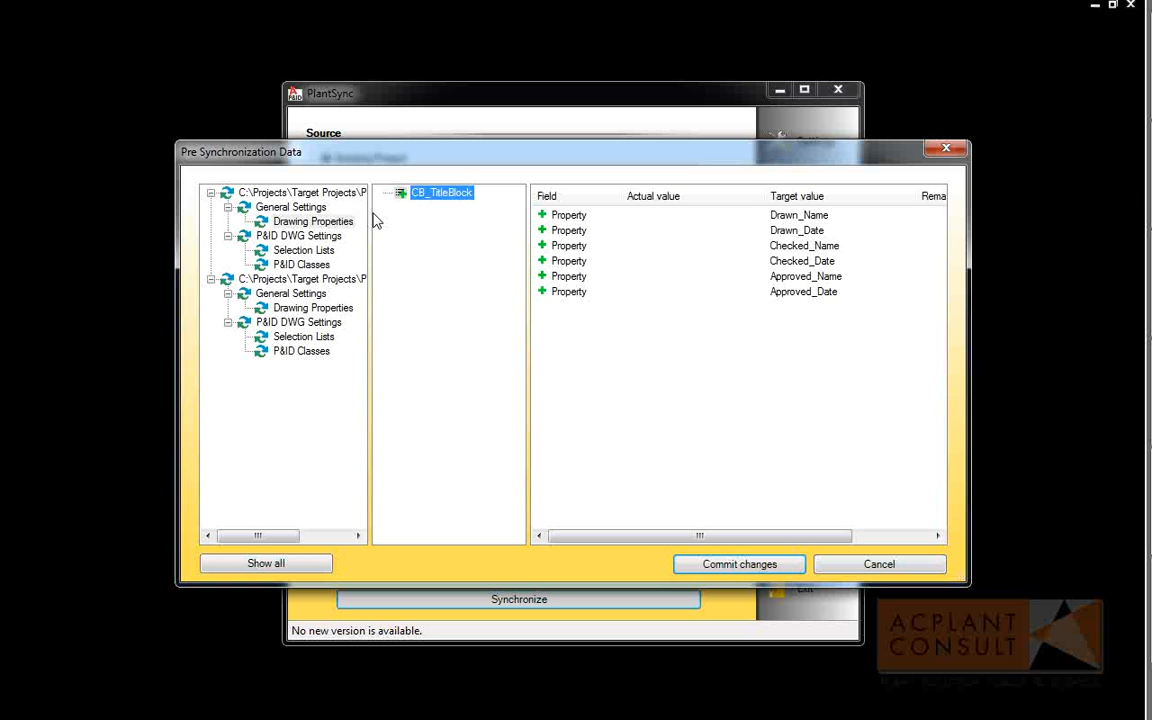 PlantSync
Source
Pre Synchronization Data
C:\Projects\Target Projects\P
General Settings
Drawing Properties
P&ID DWG Settings
Selection Lists
P&ID Classes
C:\Projects\Target Projects\P
General Settings
Drawing Properties
P&ID DWG Settings
Selection Lists
P&ID Classes
CB_TitleBlock
Field Actual value Target value Rema
Property Drawn_Name
Property Drawn_Date
Property Checked_Name
Property Checked_Date
Property Approved_Name
Property Approved_Date
Show all
Commit changes
Cancel
Synchronize
Exit
No new version is available.
ACPLANT
CONSULT